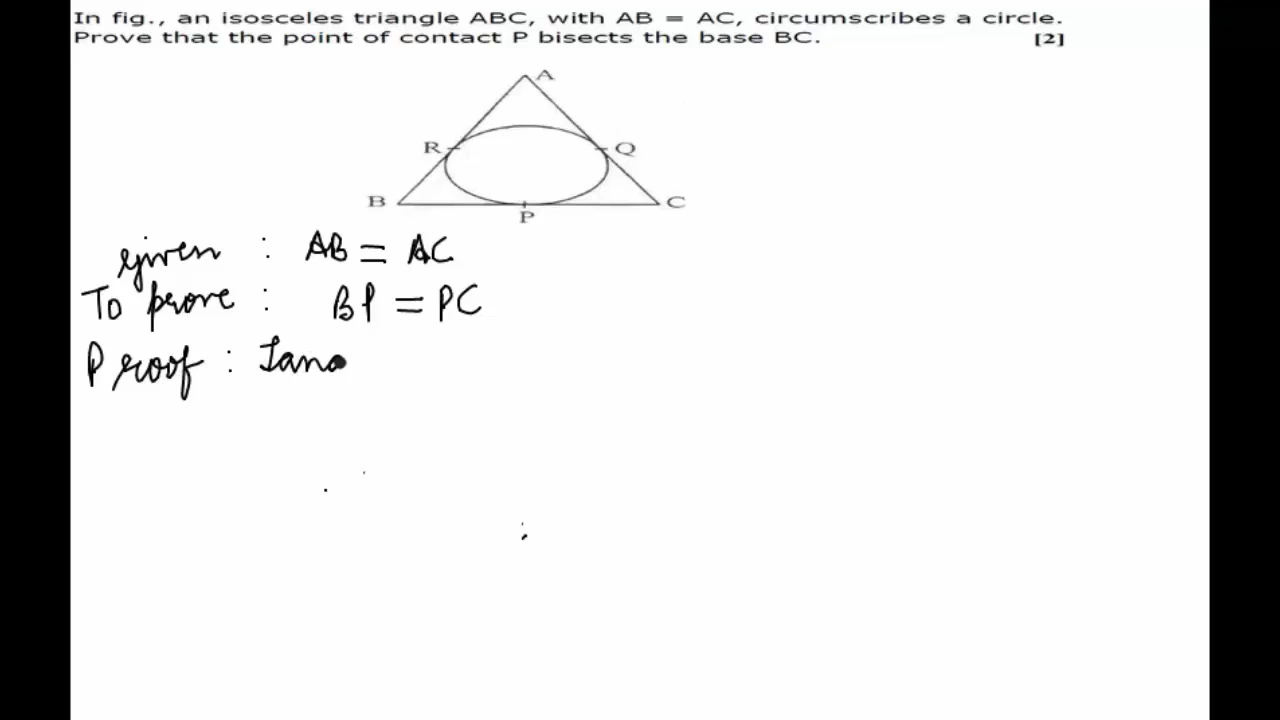 In fig., an isosceles triangle ABC, with AB = AC, circumscribes a circle.
Prove that the point of contact P bisects the base BC. [2]
A
R Q
B C
P
given : AB = AC
To prove : BP = PC
Proof :